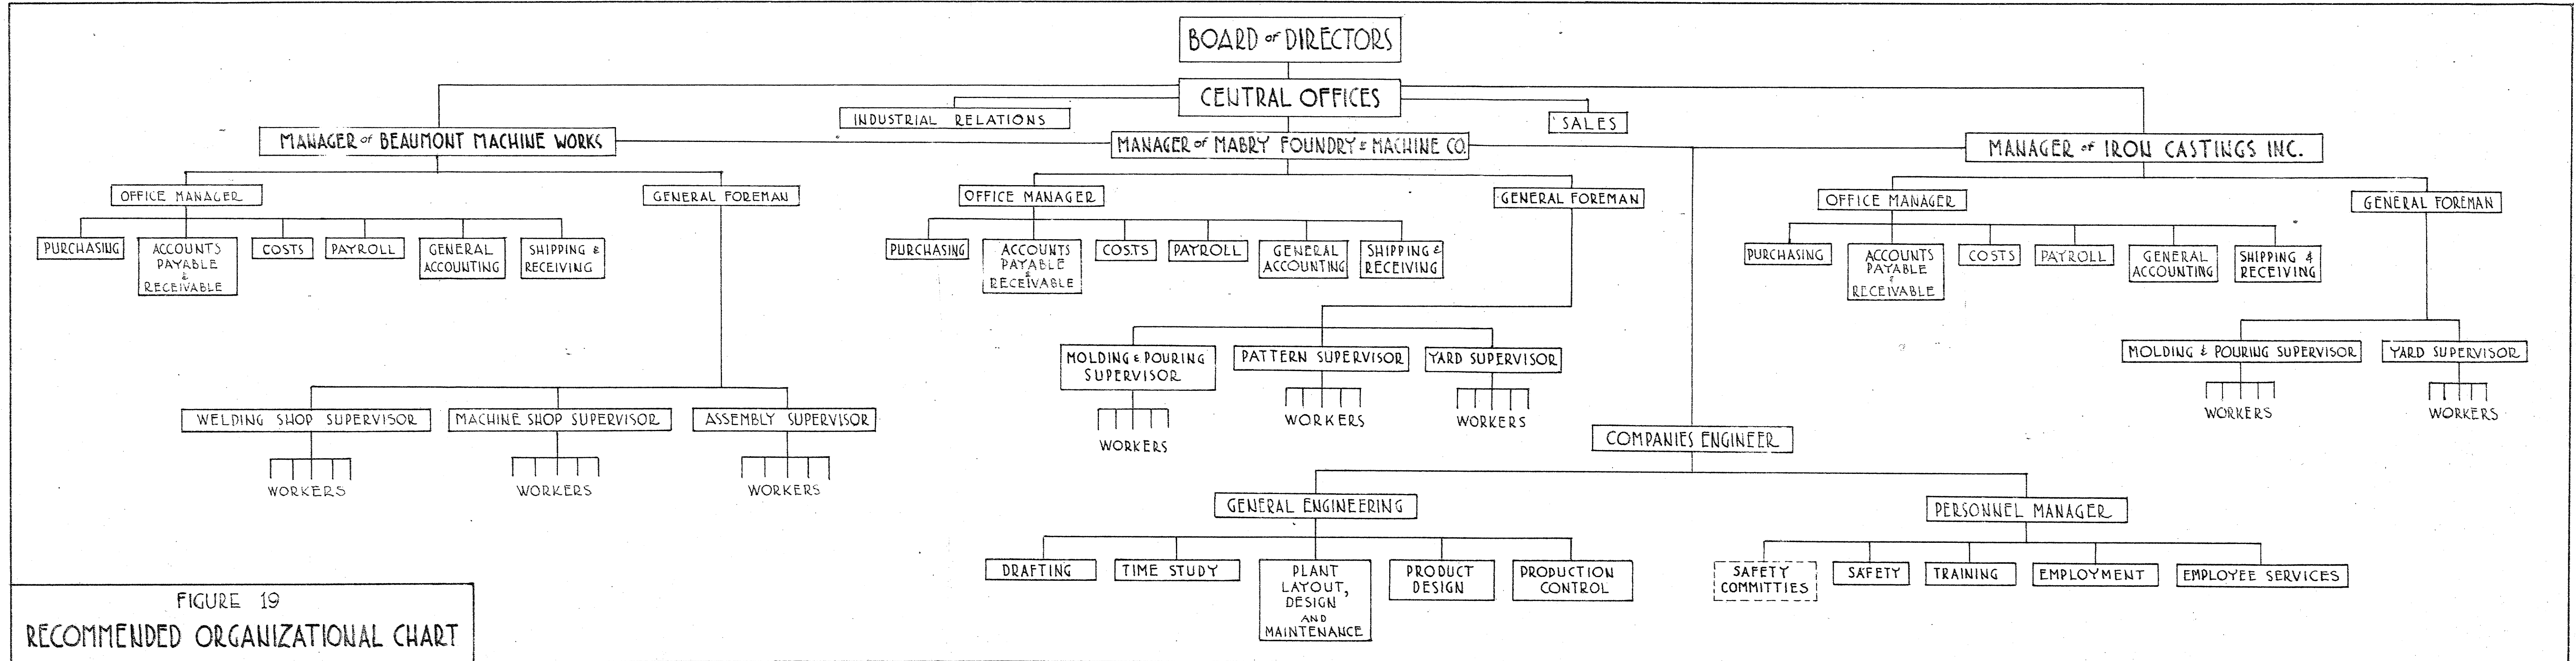 BOARD of DIRECTORS
CENTRAL OFFICES
INDUSTRIAL RELATIONS
SALES
MANAGER of BEAUMONT MACHINE WORKS
MANAGER of MABRY FOUNDRY & MACHINE CO.
MANAGER of IRON CASTINGS INC.
OFFICE MANAGER
GENERAL FOREMAN
OFFICE MANAGER
GENERAL FOREMAN
OFFICE MANAGER
GENERAL FOREMAN
PURCHASING
ACCOUNTS
PAYABLE
&
RECEIVABLE
COSTS
PAYROLL
GENERAL
ACCOUNTING
SHIPPING &
RECEIVING
PURCHASING
ACCOUNTS
PAYABLE
&
RECEIVABLE
COSTS
PAYROLL
GENERAL
ACCOUNTING
SHIPPING &
RECEIVING
PURCHASING
ACCOUNTS
PAYABLE
&
RECEIVABLE
COSTS
PAYROLL
GENERAL
ACCOUNTING
SHIPPING &
RECEIVING
MOLDING & POURING
SUPERVISOR
PATTERN SUPERVISOR
YARD SUPERVISOR
MOLDING & POURING SUPERVISOR
YARD SUPERVISOR
WORKERS
WORKERS
WORKERS
WORKERS
WORKERS
WELDING SHOP SUPERVISOR
MACHINE SHOP SUPERVISOR
ASSEMBLY SUPERVISOR
WORKERS
WORKERS
WORKERS
COMPANIES ENGINEER
GENERAL ENGINEERING
PERSONNEL MANAGER
DRAFTING
TIME STUDY
PLANT
LAYOUT,
DESIGN
AND
MAINTENANCE
PRODUCT
DESIGN
PRODUCTION
CONTROL
SAFETY
COMMITTIES
SAFETY
TRAINING
EMPLOYMENT
EMPLOYEE SERVICES
FIGURE 19
RECOMMENDED ORGANIZATIONAL CHART